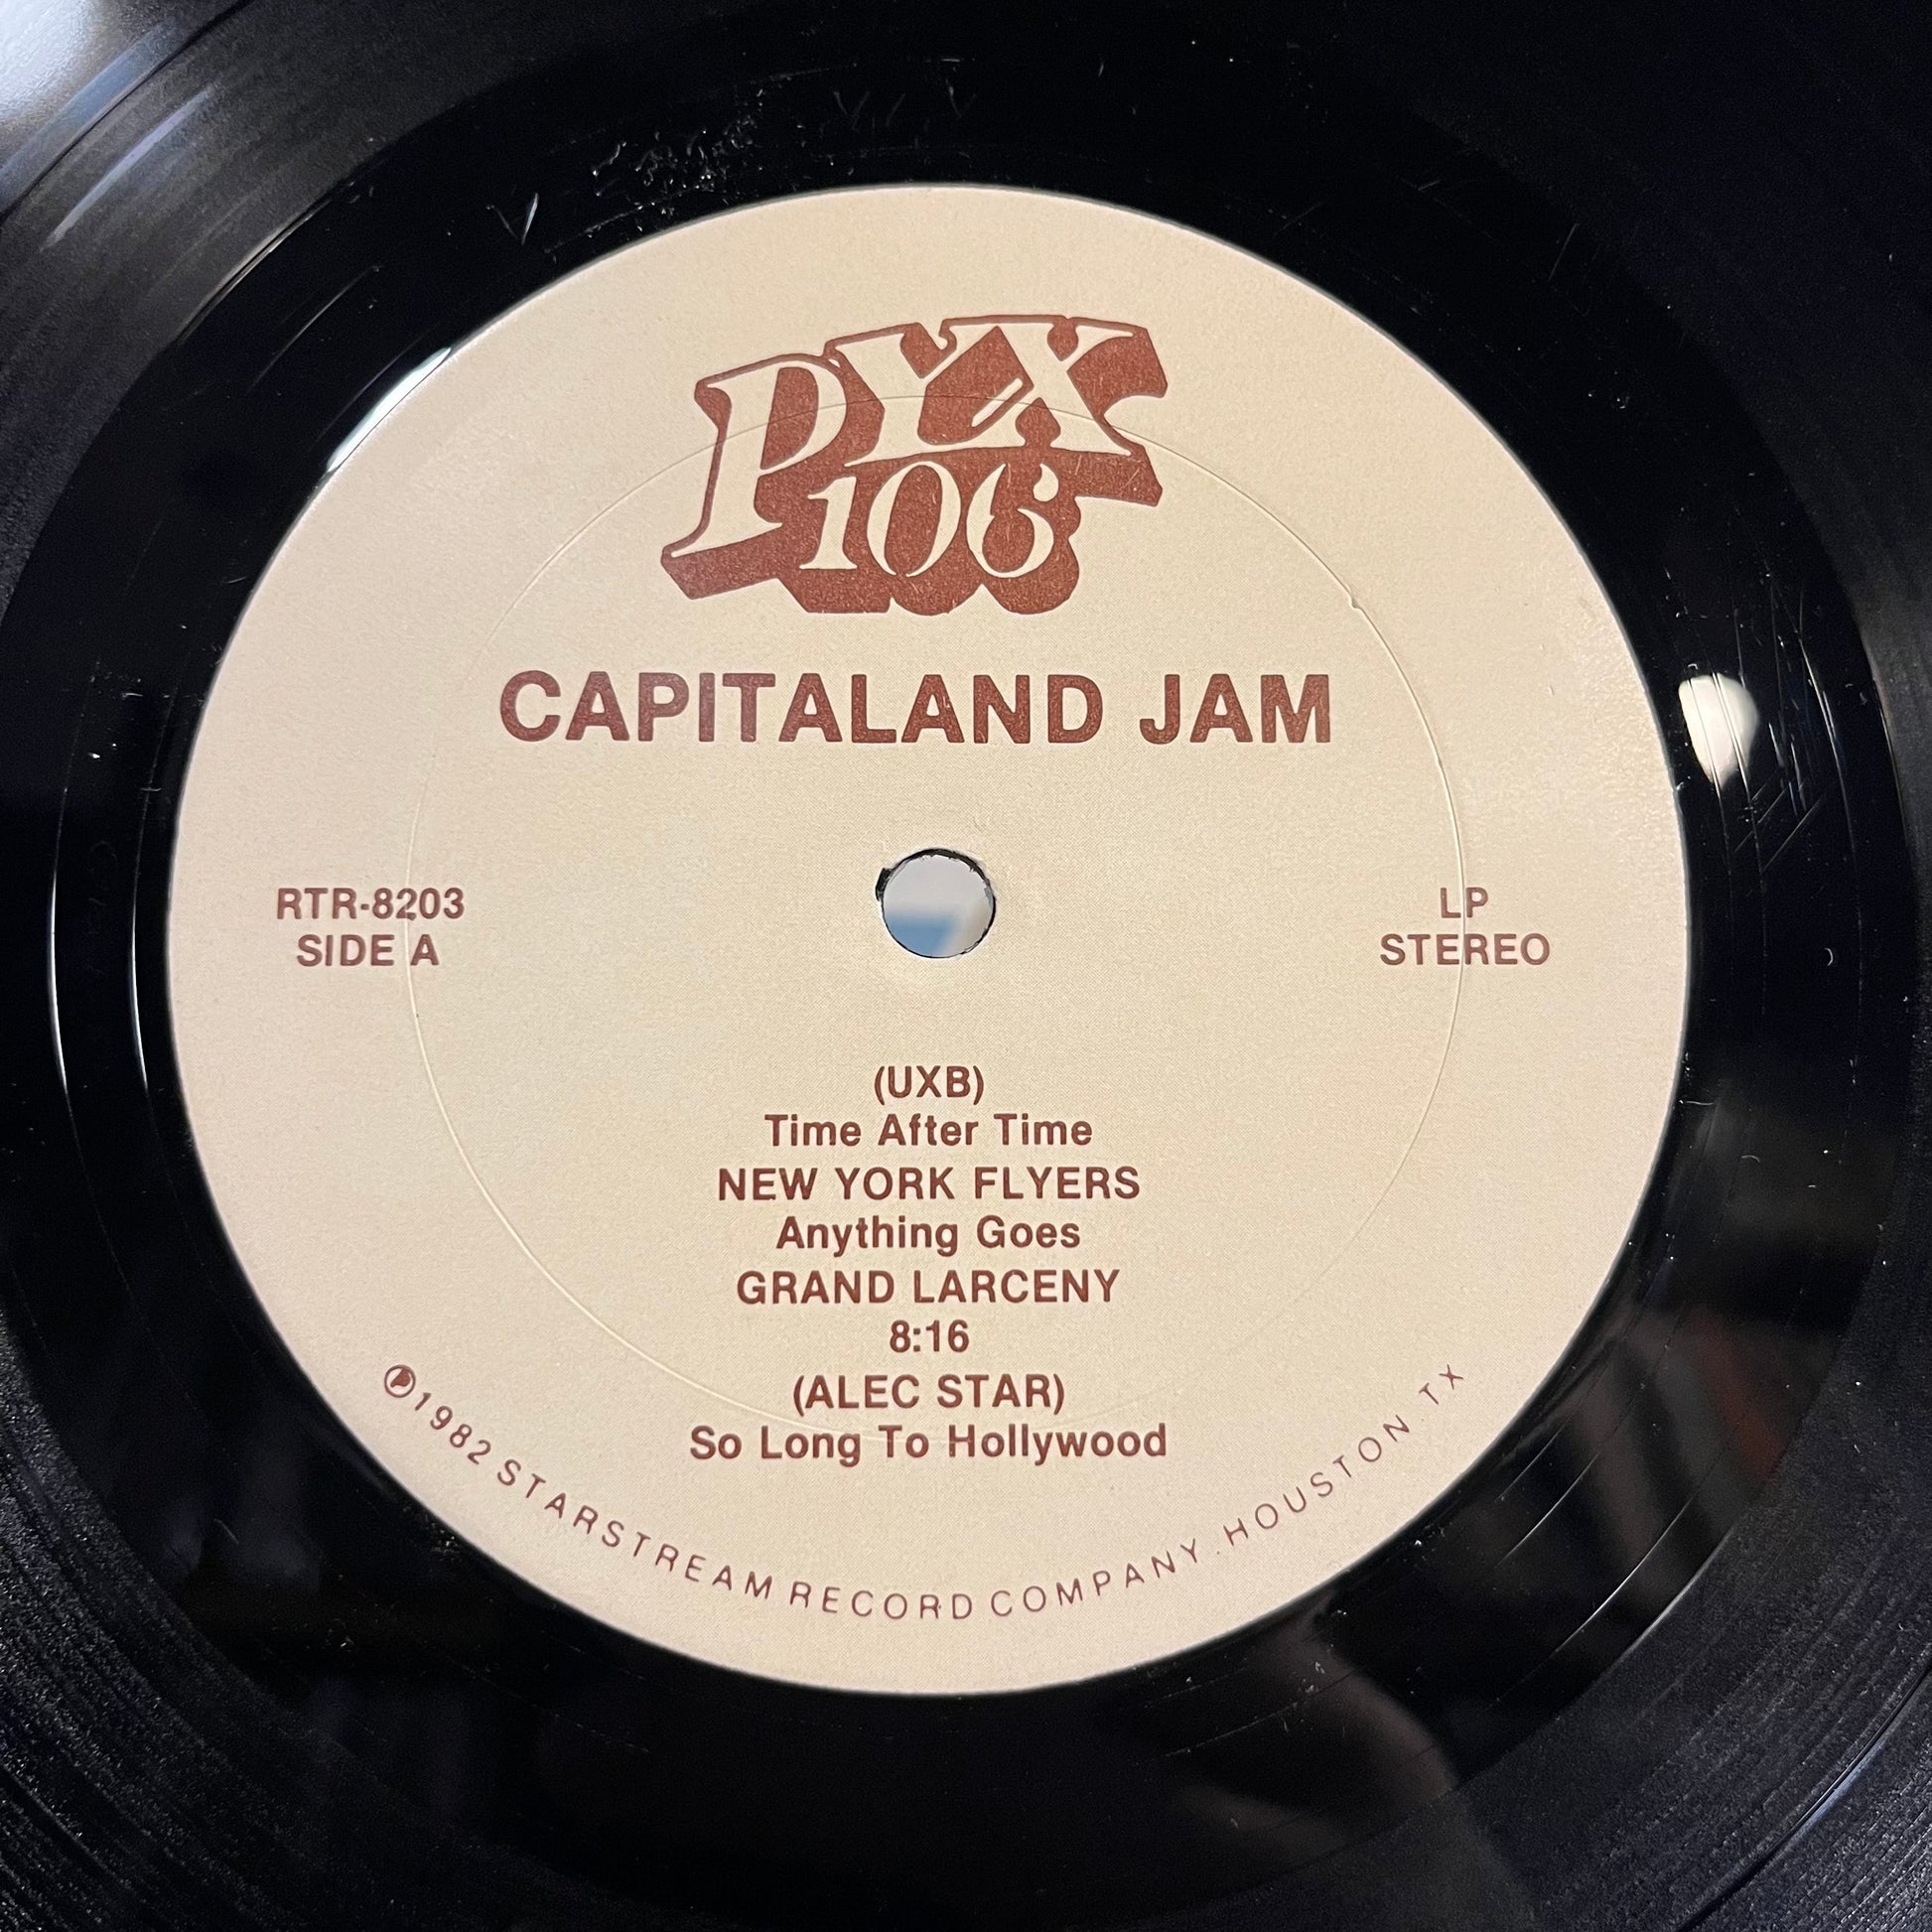 PYX
106
CAPITALAND JAM
RTR-8203
SIDE A
LP
STEREO
(UXB)
Time After Time
NEW YORK FLYERS
Anything Goes
GRAND LARCENY
8:16
(ALEC STAR)
So Long To Hollywood
℗1982 STARSTREAM RECORD COMPANY . HOUSTON . TX